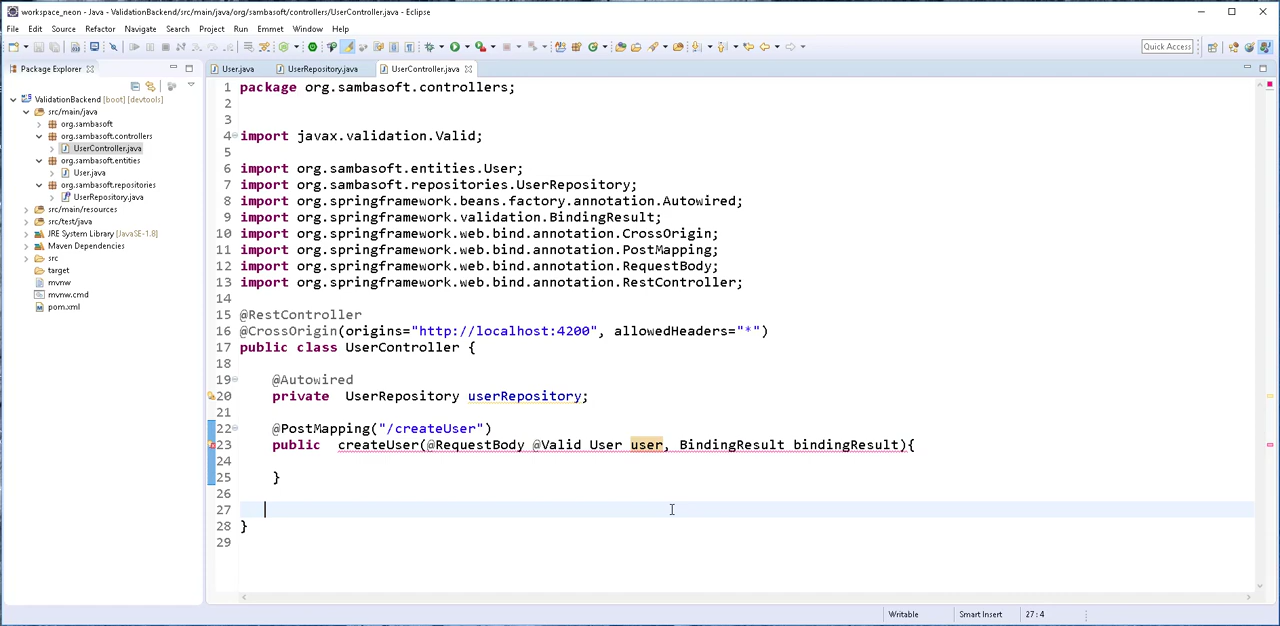 workspace_neon - Java - ValidationBackend/src/main/java/org/sambasoft/controllers/UserController.java - Eclipse
File Edit Source Refactor Navigate Search Project Run Emmet Window Help
Quick Access
Package Explorer
ValidationBackend [boot] [devtools]
src/main/java
org.sambasoft
org.sambasoft.controllers
UserController.java
org.sambasoft.entities
User.java
org.sambasoft.repositories
UserRepository.java
src/main/resources
src/test/java
JRE System Library [JavaSE-1.8]
Maven Dependencies
src
target
mvnw
mvnw.cmd
pom.xml
User.java UserRepository.java UserController.java
1 package org.sambasoft.controllers;
2
3
4 import javax.validation.Valid;
5
6 import org.sambasoft.entities.User;
7 import org.sambasoft.repositories.UserRepository;
8 import org.springframework.beans.factory.annotation.Autowired;
9 import org.springframework.validation.BindingResult;
10 import org.springframework.web.bind.annotation.CrossOrigin;
11 import org.springframework.web.bind.annotation.PostMapping;
12 import org.springframework.web.bind.annotation.RequestBody;
13 import org.springframework.web.bind.annotation.RestController;
14
15 @RestController
16 @CrossOrigin(origins="http://localhost:4200", allowedHeaders="*")
17 public class UserController {
18
19 @Autowired
20 private  UserRepository userRepository;
21
22 @PostMapping("/createUser")
23 public  createUser(@RequestBody @Valid User user, BindingResult bindingResult){
24
25 }
26
27
28 }
29
Writable Smart Insert 27:4